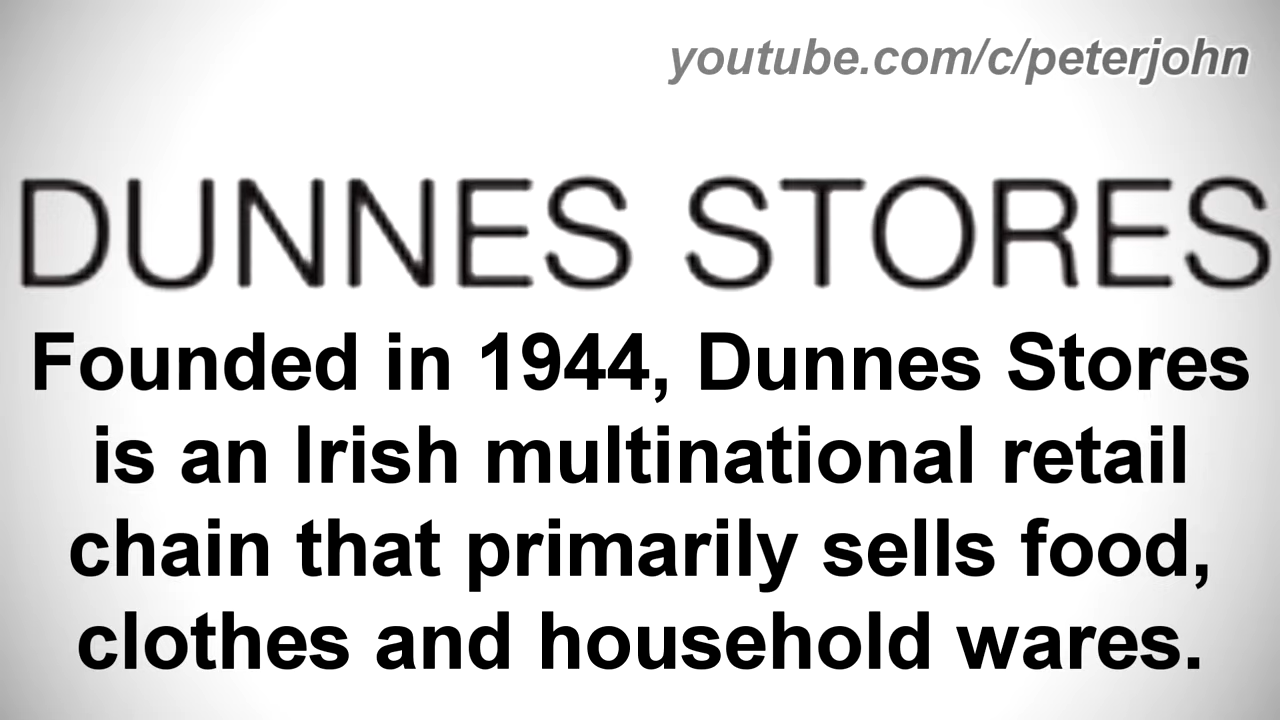 youtube.com/c/peterjohn
DUNNES STORES
Founded in 1944, Dunnes Stores
is an Irish multinational retail
chain that primarily sells food,
clothes and household wares.